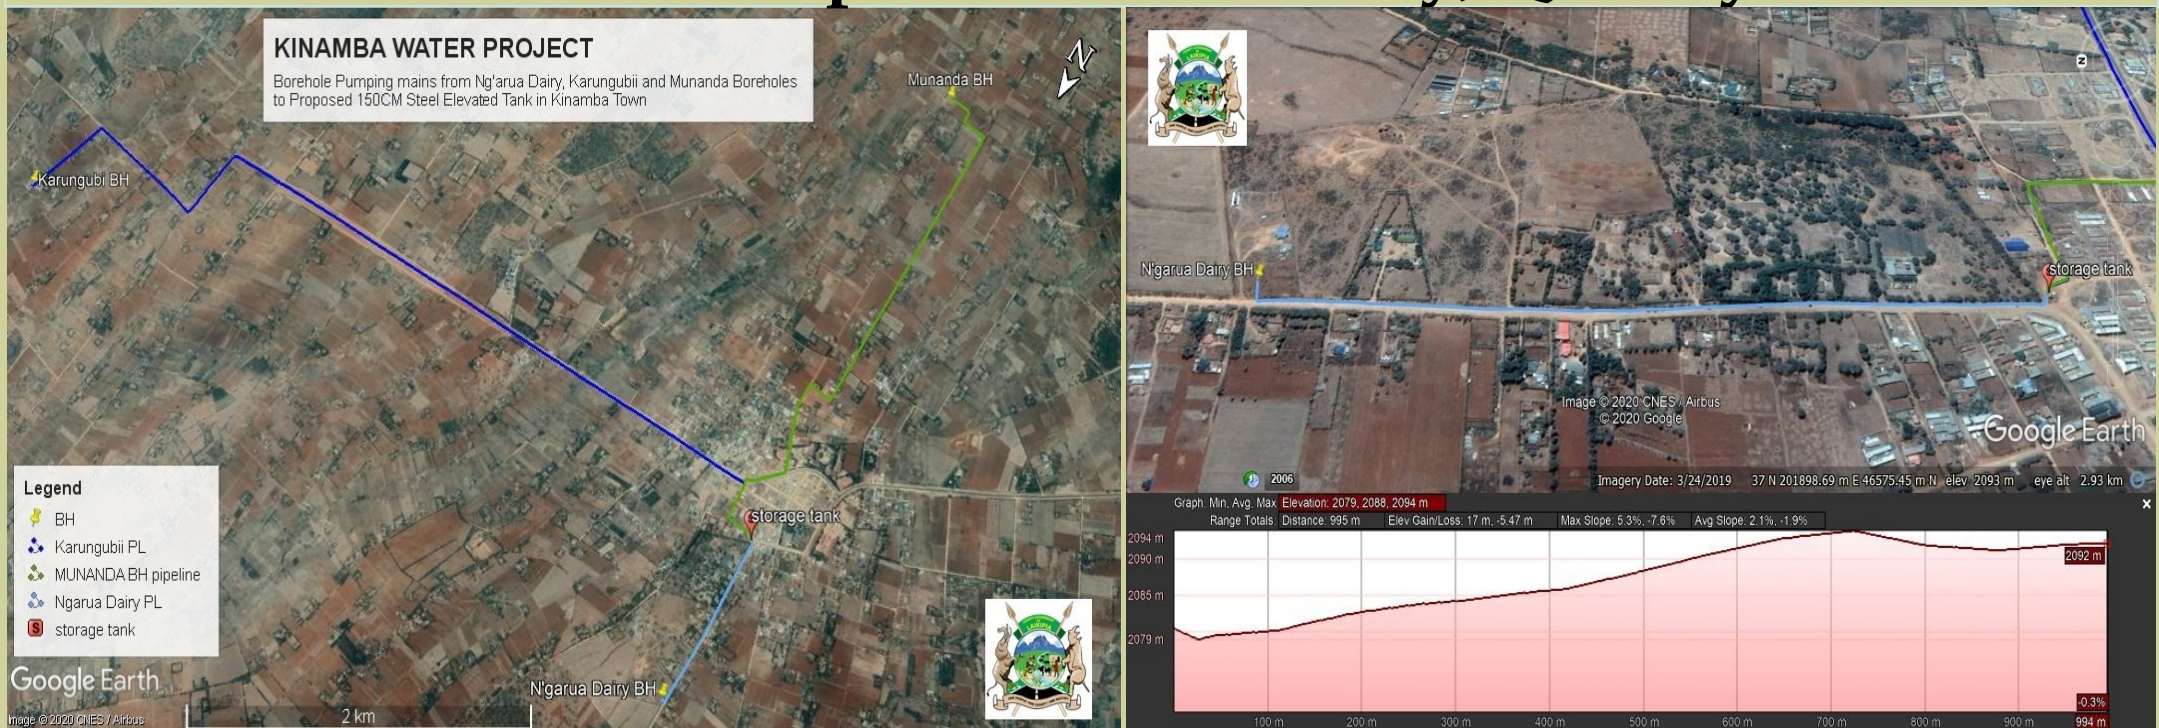 KINAMBA WATER PROJECT
Borehole Pumping mains from Ng'arua Dairy, Karungubii and Munanda Boreholes
to Proposed 150CM Steel Elevated Tank in Kinamba Town
N
Munanda BH
Karungubi BH
storage tank
N'garua Dairy BH
Legend
BH
Karungubii PL
MUNANDA BH pipeline
Ngarua Dairy PL
S storage tank
Google Earth
Image © 2020 CNES / Airbus
2 km
LAIKIPIA
LAIKIPIA
N
N'garua Dairy BH
storage tank
Image © 2020 CNES / Airbus
© 2020 Google
Google Earth
2006
Imagery Date: 3/24/2019 37 N 201898.69 m E 46575.45 m N elev 2093 m eye alt 2.93 km
Graph: Min, Avg, Max Elevation: 2079, 2088, 2094 m
Range Totals: Distance: 995 m Elev Gain/Loss: 17 m, -5.47 m Max Slope: 5.3%, -7.6% Avg Slope: 2.1%, -1.9%
2094 m
2090 m
2085 m
2079 m
2092 m
-0.3%
100 m 200 m 300 m 400 m 500 m 600 m 700 m 800 m 900 m 994 m